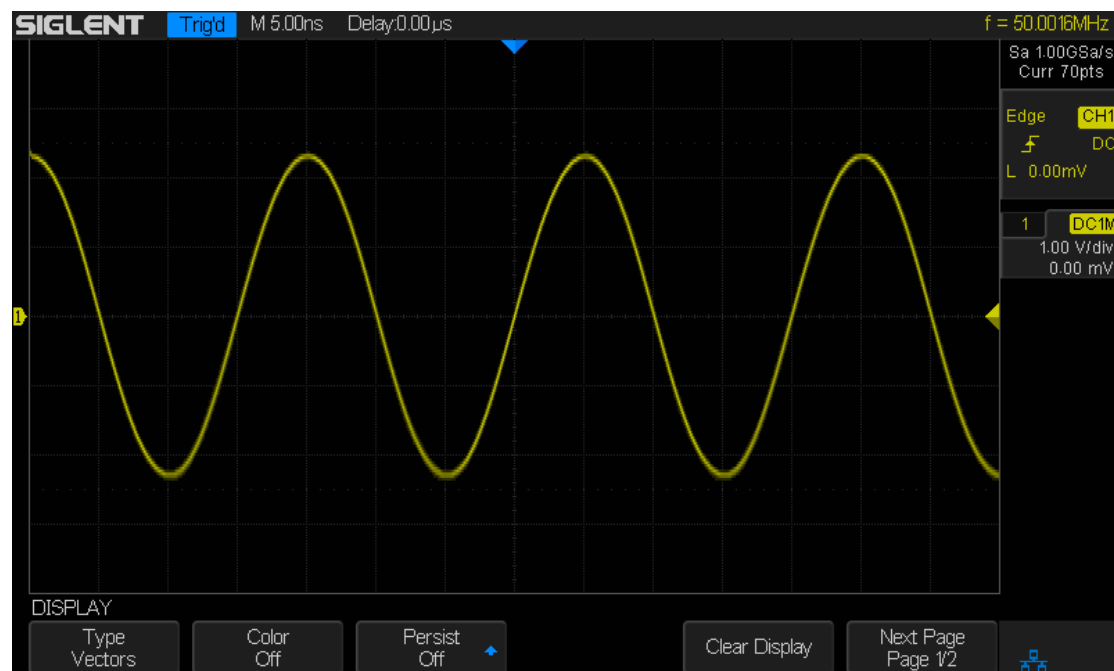 SIGLENT Trig'd M 5.00ns Delay:0.00µs f = 50.0016MHz
Sa 1.00GSa/s
Curr 70pts
Edge CH1
DC
L 0.00mV
1 DC1M
1.00 V/div
0.00 mV
1
DISPLAY
Type
Vectors
Color
Off
Persist
Off
Clear Display
Next Page
Page 1/2